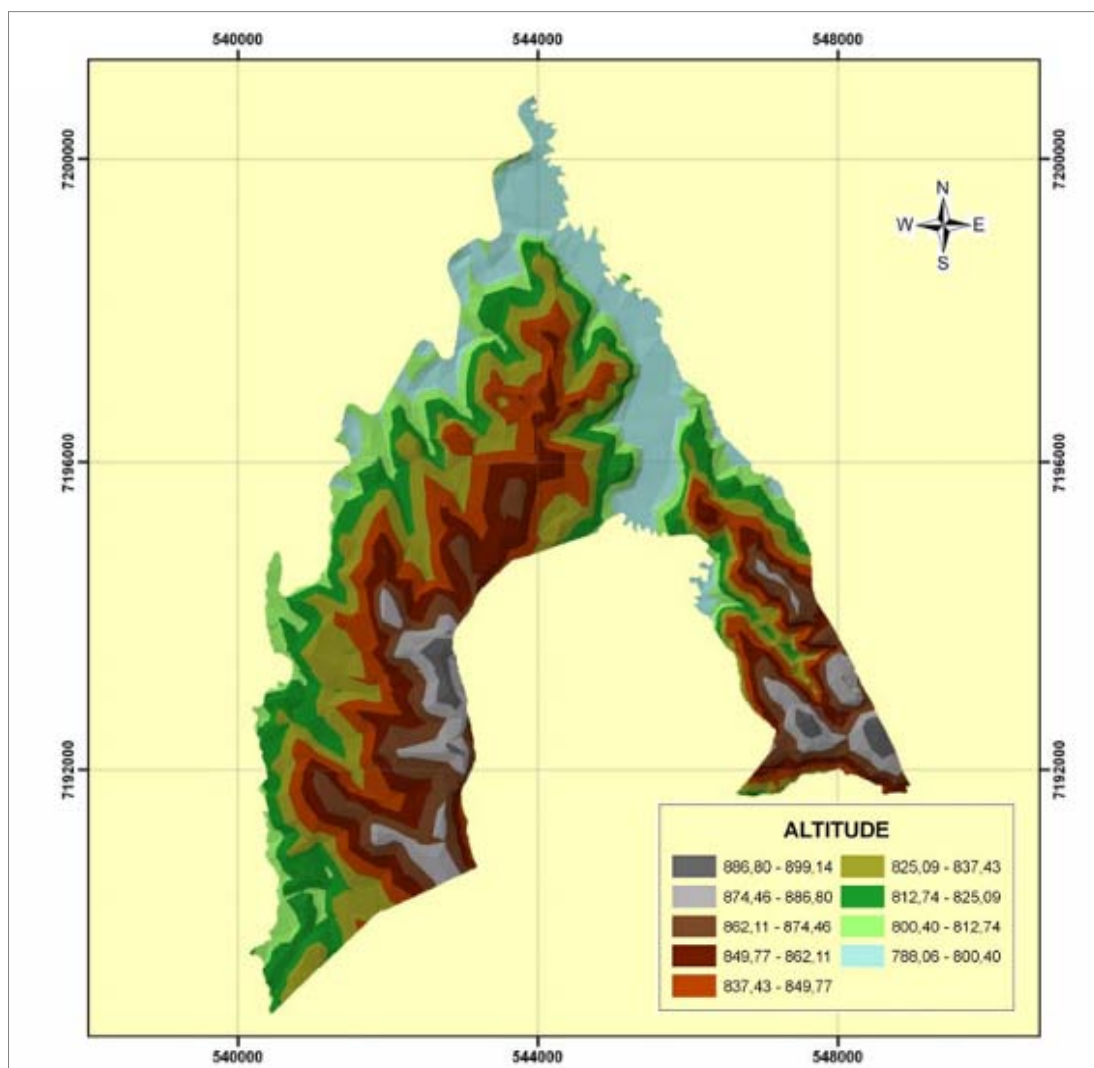 540000 544000 548000
7200000 7200000
N
W E
S
7196000 7196000
7192000 7192000
ALTITUDE
886,80 - 899,14 825,09 - 837,43
874,46 - 886,80 812,74 - 825,09
862,11 - 874,46 800,40 - 812,74
849,77 - 862,11 788,06 - 800,40
837,43 - 849,77
540000 544000 548000